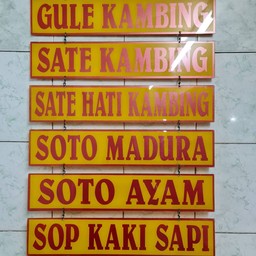 GULE KAMBING
SATE KAMBING
SATE HATI KAMBING
SOTO MADURA
SOTO AYAM
SOP KAKI SAPI